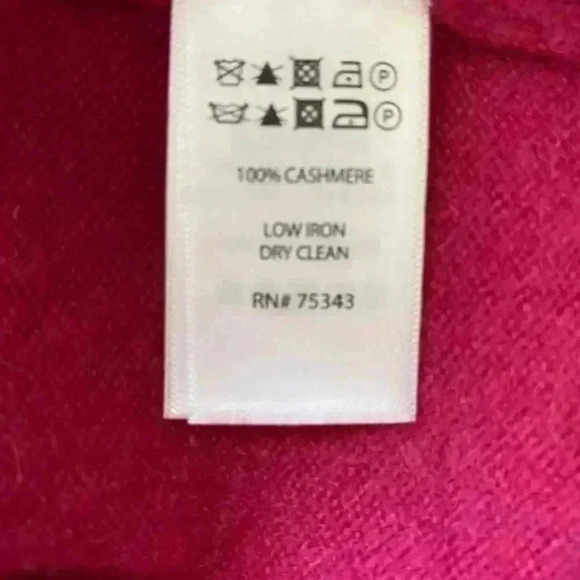 P
P
100% CASHMERE
LOW IRON
DRY CLEAN
RN# 75343